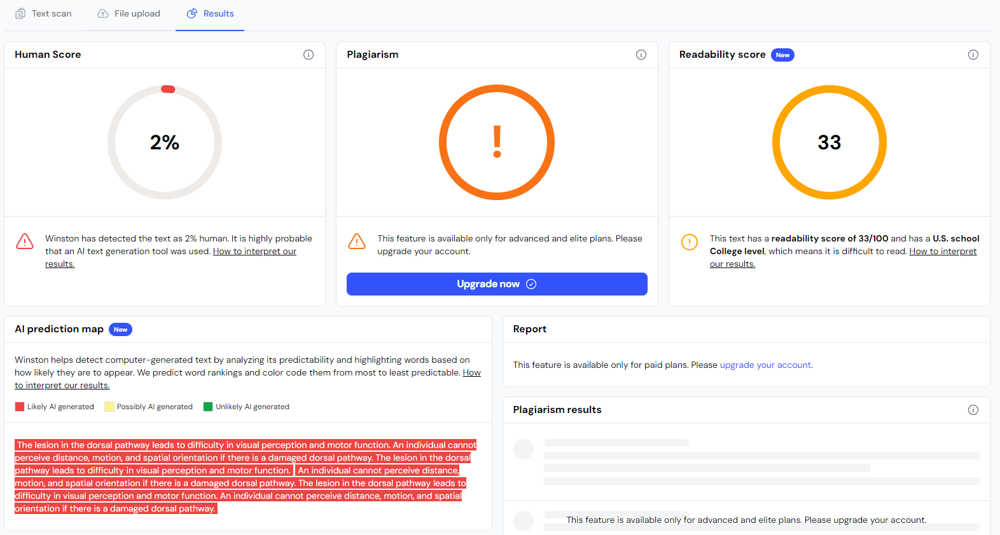 Text scan
File upload
Results
Human Score
2%
Winston has detected the text as 2% human. It is highly probable
that an AI text generation tool was used. How to interpret our
results.
Plagiarism
!
This feature is available only for advanced and elite plans. Please
upgrade your account.
Upgrade now
Readability score
New
33
This text has a readability score of 33/100 and has a U.S. school
College level, which means it is difficult to read. How to interpret
our results.
AI prediction map
New
Winston helps detect computer-generated text by analyzing its predictability and highlighting words based on
how likely they are to appear. We predict word rankings and color code them from most to least predictable. How
to interpret our results.
Likely AI generated
Possibly AI generated
Unlikely AI generated
The lesion in the dorsal pathway leads to difficulty in visual perception and motor function. An individual cannot
perceive distance, motion, and spatial orientation if there is a damaged dorsal pathway. The lesion in the dorsal
pathway leads to difficulty in visual perception and motor function. An individual cannot perceive distance,
motion, and spatial orientation if there is a damaged dorsal pathway. The lesion in the dorsal pathway leads to
difficulty in visual perception and motor function. An individual cannot perceive distance, motion, and spatial
orientation if there is a damaged dorsal pathway.
Report
This feature is available only for paid plans. Please upgrade your account.
Plagiarism results
This feature is available only for advanced and elite plans. Please upgrade your account.